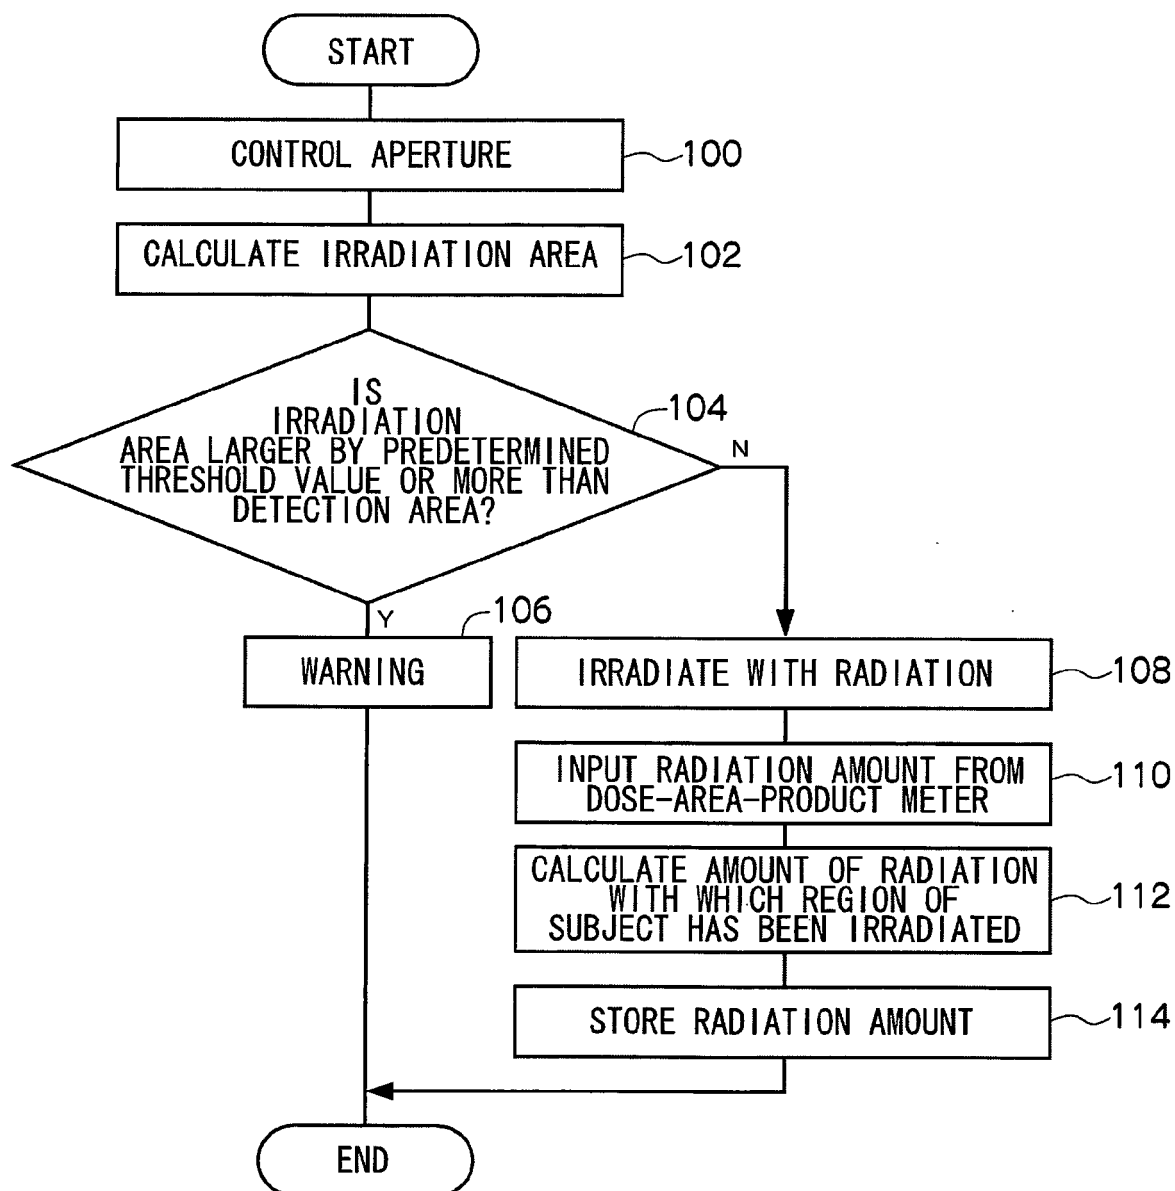 START
CONTROL APERTURE
100
CALCULATE IRRADIATION AREA
102
IS
IRRADIATION
AREA LARGER BY PREDETERMINED
THRESHOLD VALUE OR MORE THAN
DETECTION AREA?
104
N
Y
106
WARNING
IRRADIATE WITH RADIATION
108
INPUT RADIATION AMOUNT FROM
DOSE-AREA-PRODUCT METER
110
CALCULATE AMOUNT OF RADIATION
WITH WHICH REGION OF
SUBJECT HAS BEEN IRRADIATED
112
STORE RADIATION AMOUNT
114
END